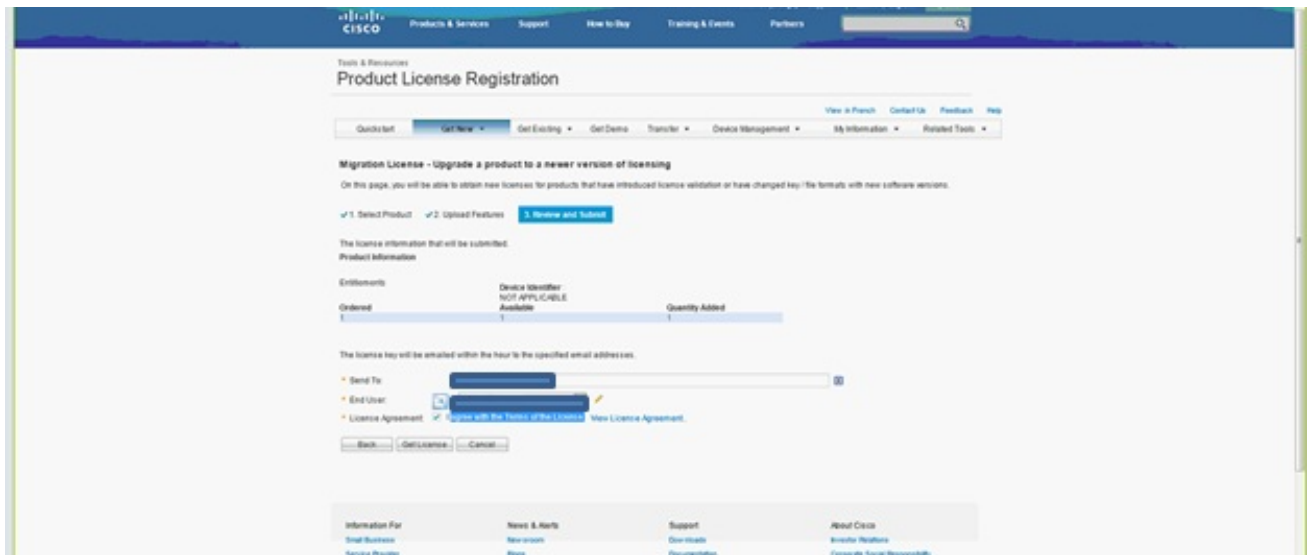 CISCO
Products & Services Support How to Buy Training & Events Partners
Tools & Resources
Product License Registration
View in French Contact Us Feedback Help
Quickstart Get New Get Existing Get Demo Transfer Device Management My Information Related Tools
Migration License - Upgrade a product to a newer version of licensing
On this page, you will be able to obtain new licenses for products that have introduced license validation or have changed key / file formats with new software versions.
1. Select Product 2. Upload Features 3. Review and Submit
The license information that will be submitted.
Product Information
Entitlements Device Identifier
NOT APPLICABLE
Ordered Available Quantity Added
1 1 1
The license key will be emailed within the hour to the specified email addresses.
* Send To:
* End User:
* License Agreement: agree with the Terms of the License View License Agreement.
Back Get License Cancel
Information For News & Alerts Support About Cisco
Small Business Newsroom Downloads Investor Relations
Service Provider Blogs Documentation Corporate Social Responsibility